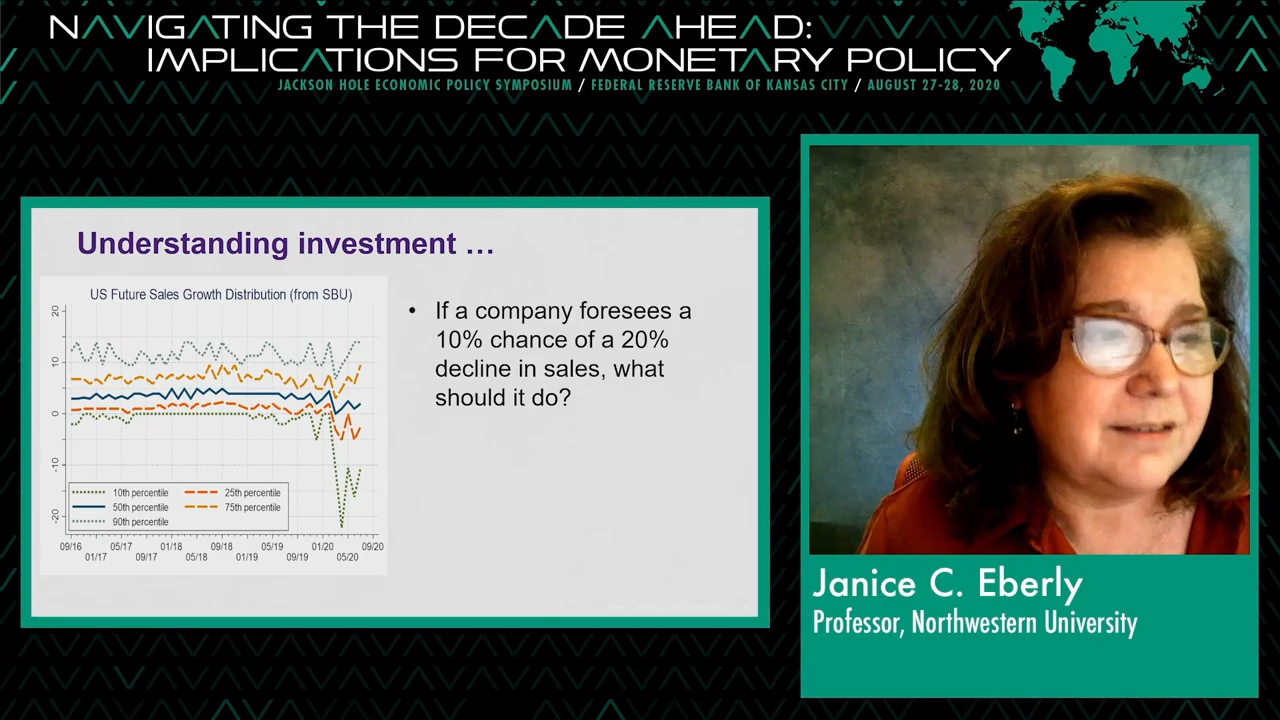 NAVIGATING THE DECADE AHEAD:
IMPLICATIONS FOR MONETARY POLICY
JACKSON HOLE ECONOMIC POLICY SYMPOSIUM / FEDERAL RESERVE BANK OF KANSAS CITY / AUGUST 27-28, 2020
Understanding investment …
US Future Sales Growth Distribution (from SBU)
20
10
0
-10
-20
10th percentile
25th percentile
50th percentile
75th percentile
90th percentile
09/16 05/17 01/18 09/18 05/19 01/20 09/20
01/17 09/17 05/18 01/19 09/19 05/20
• If a company foresees a
10% chance of a 20%
decline in sales, what
should it do?
Janice C. Eberly
Professor, Northwestern University